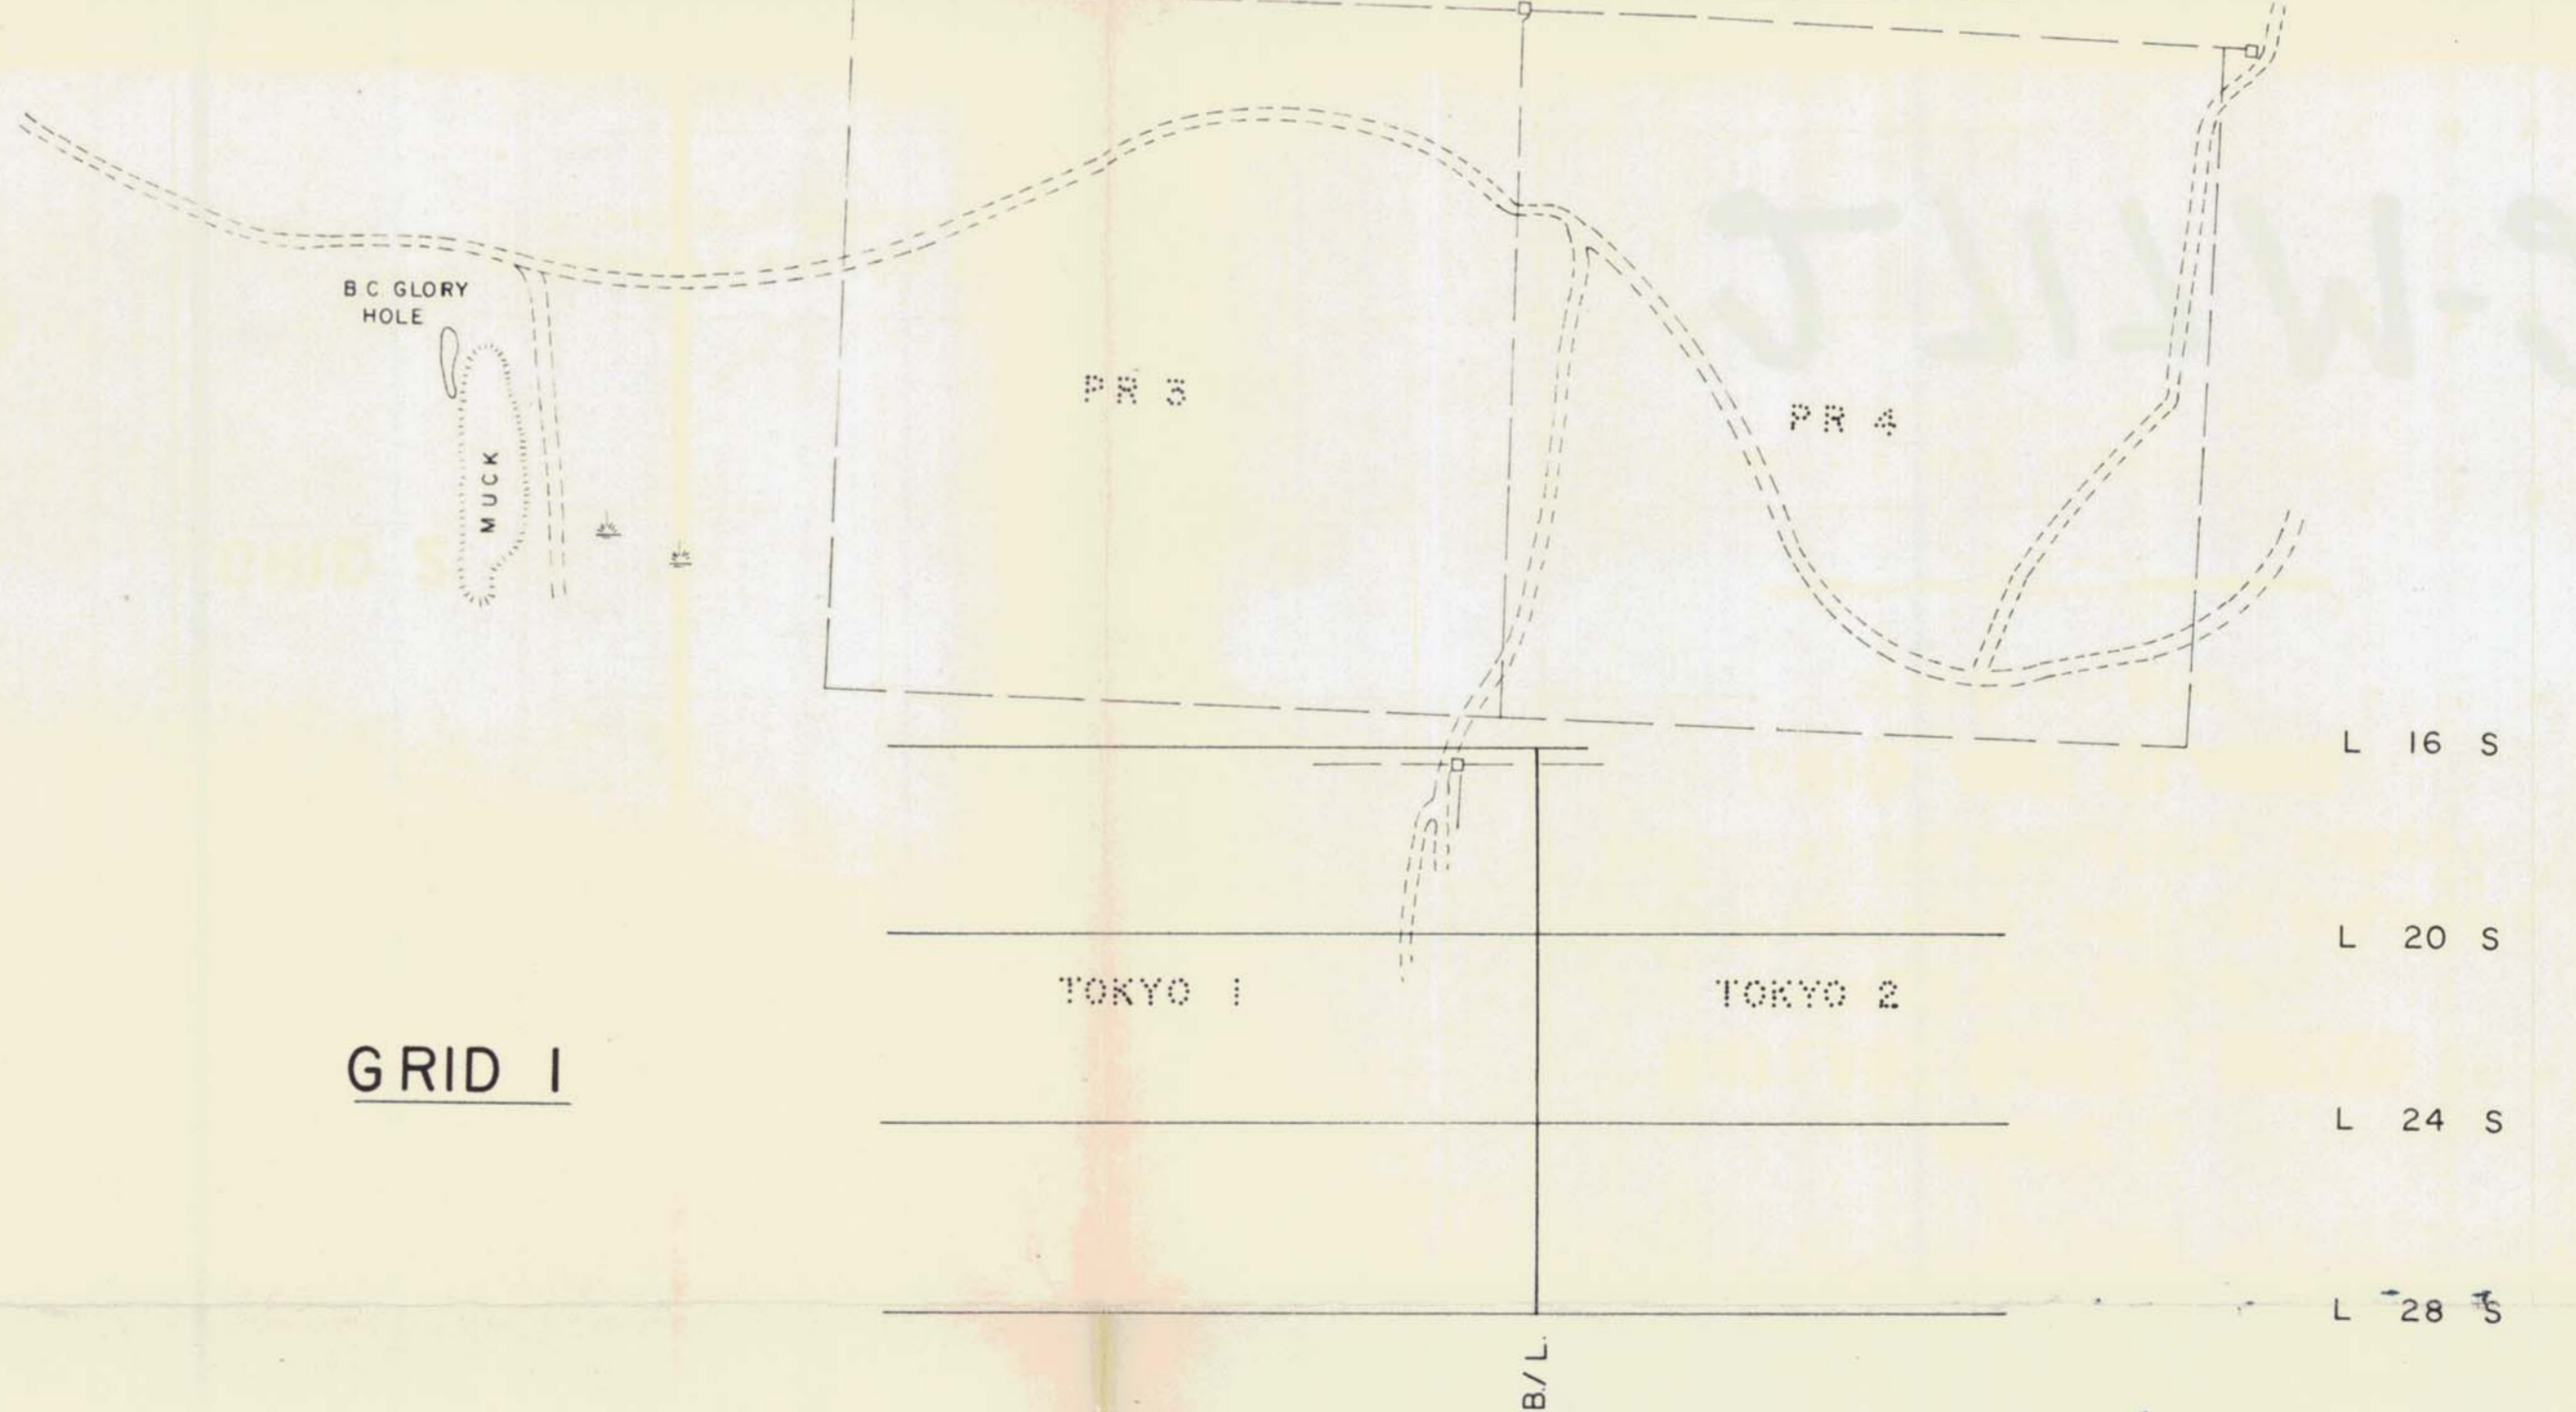 B C. GLORY
HOLE
MUCK
PR 3
PR 4
L 16 S
L 20 S
TOKYO 1
TOKYO 2
GRID 1
L 24 S
L 28 S
B./L.